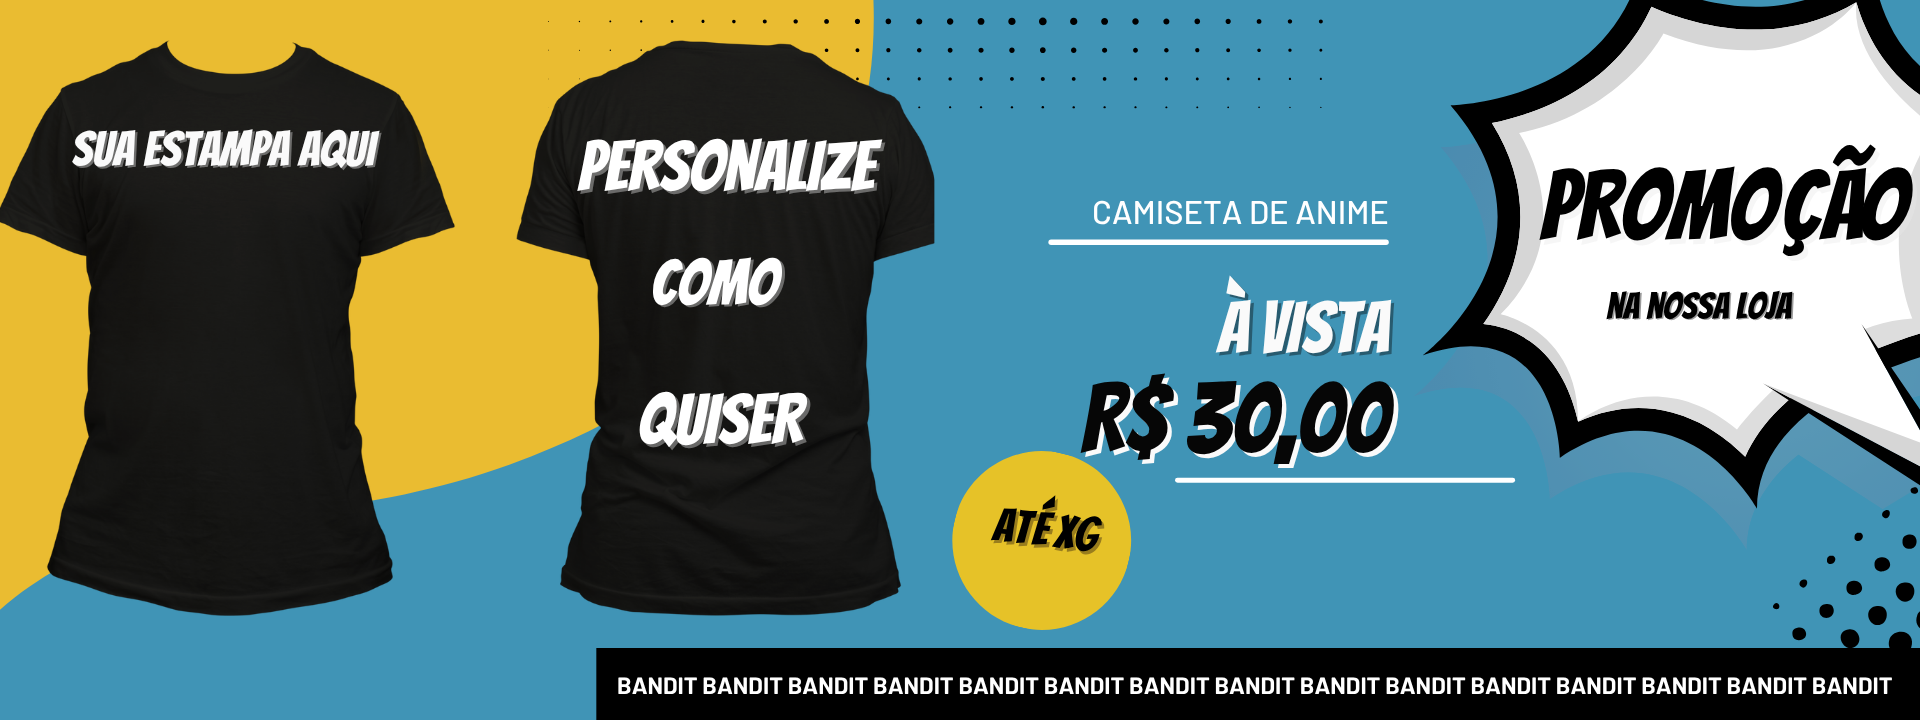 SUA ESTAMPA AQUI
PERSONALIZE
COMO
QUISER
CAMISETA DE ANIME
À VISTA
R$ 30,00
ATÉ XG
PROMOÇÃO
NA NOSSA LOJA
BANDIT BANDIT BANDIT BANDIT BANDIT BANDIT BANDIT BANDIT BANDIT BANDIT BANDIT BANDIT BANDIT BANDIT BANDIT